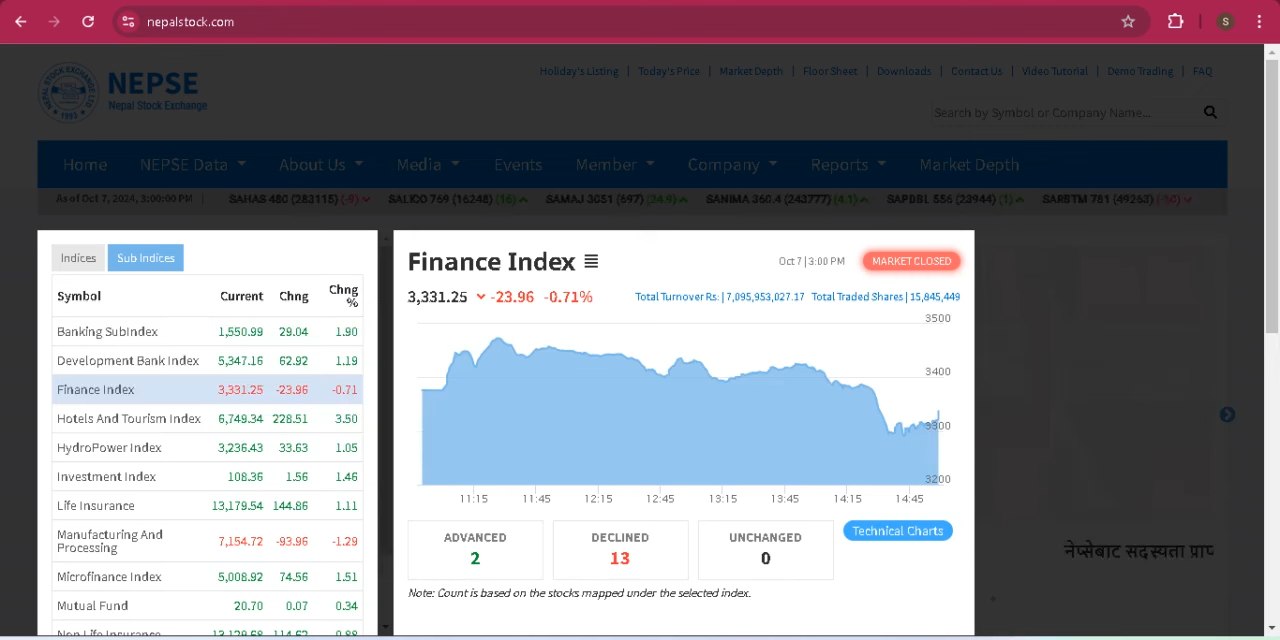 nepalstock.com
S
NEPSE
Nepal Stock Exchange
Holiday's Listing | Today's Price | Market Depth | Floor Sheet | Downloads | Contact Us | Video Tutorial | Demo Trading | FAQ
Search by Symbol or Company Name...
Home NEPSE Data About Us Media Events Member Company Reports Market Depth
As of Oct 7, 2024, 3:00:00 PM | SAHAS 480 (283115) (-9) SALICO 769 (16248) (16) SAMAJ 3051 (697) (24.9) SANIMA 360.4 (243777) (4.1) SAPDBL 556 (23944) (1) SARBTM 781 (49263)
Indices Sub Indices
Symbol Current Chng Chng %
Banking SubIndex 1,550.99 29.04 1.90
Development Bank Index 5,347.16 62.92 1.19
Finance Index 3,331.25 -23.96 -0.71
Hotels And Tourism Index 6,749.34 228.51 3.50
HydroPower Index 3,236.43 33.63 1.05
Investment Index 108.36 1.56 1.46
Life Insurance 13,179.54 144.86 1.11
Manufacturing And Processing 7,154.72 -93.96 -1.29
Microfinance Index 5,008.92 74.56 1.51
Mutual Fund 20.70 0.07 0.34
Non Life Insurance 13,129.68 114.62 0.88
Finance Index
Oct 7 | 3:00 PM MARKET CLOSED
3,331.25 -23.96 -0.71%
Total Turnover Rs: | 7,095,953,027.17 Total Traded Shares | 15,845,449
3500
3400
3300
3200
11:15 11:45 12:15 12:45 13:15 13:45 14:15 14:45
ADVANCED
2
DECLINED
13
UNCHANGED
0
Technical Charts
Note: Count is based on the stocks mapped under the selected index.
नेप्सेबाट सदस्यता प्राप